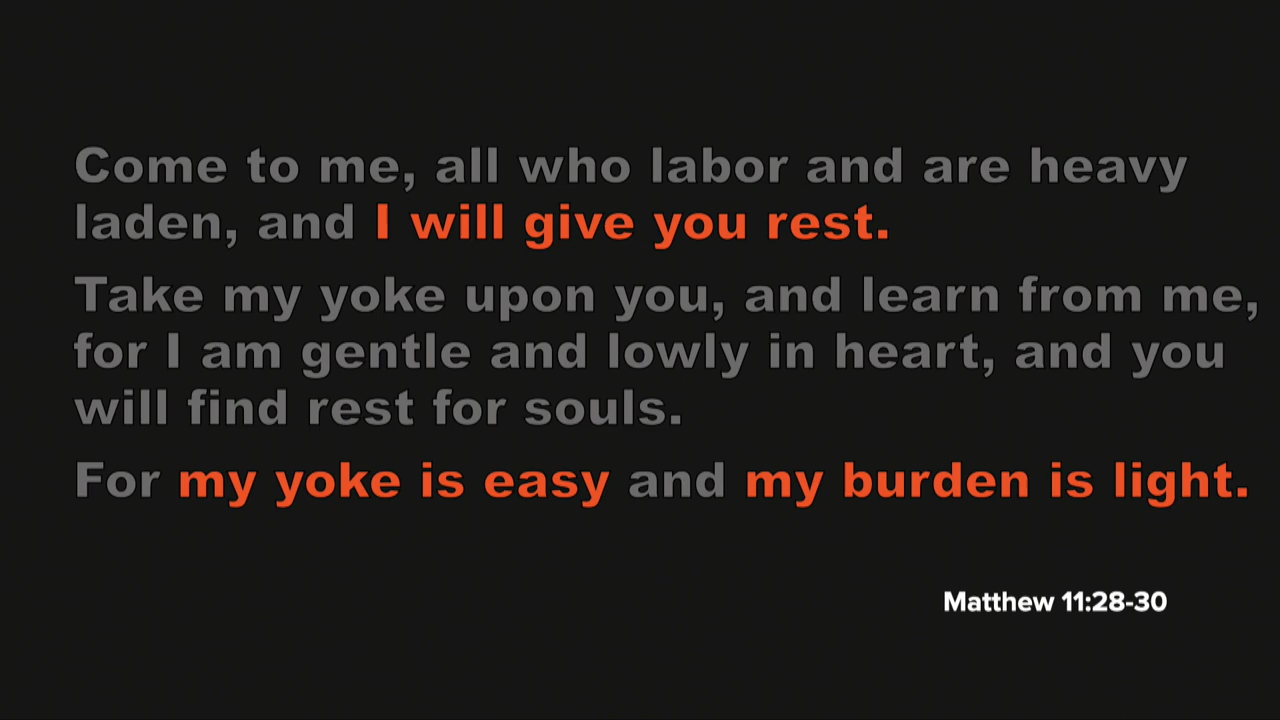 Come to me, all who labor and are heavy
laden, and I will give you rest.
Take my yoke upon you, and learn from me,
for I am gentle and lowly in heart, and you
will find rest for souls.
For my yoke is easy and my burden is light.
Matthew 11:28-30